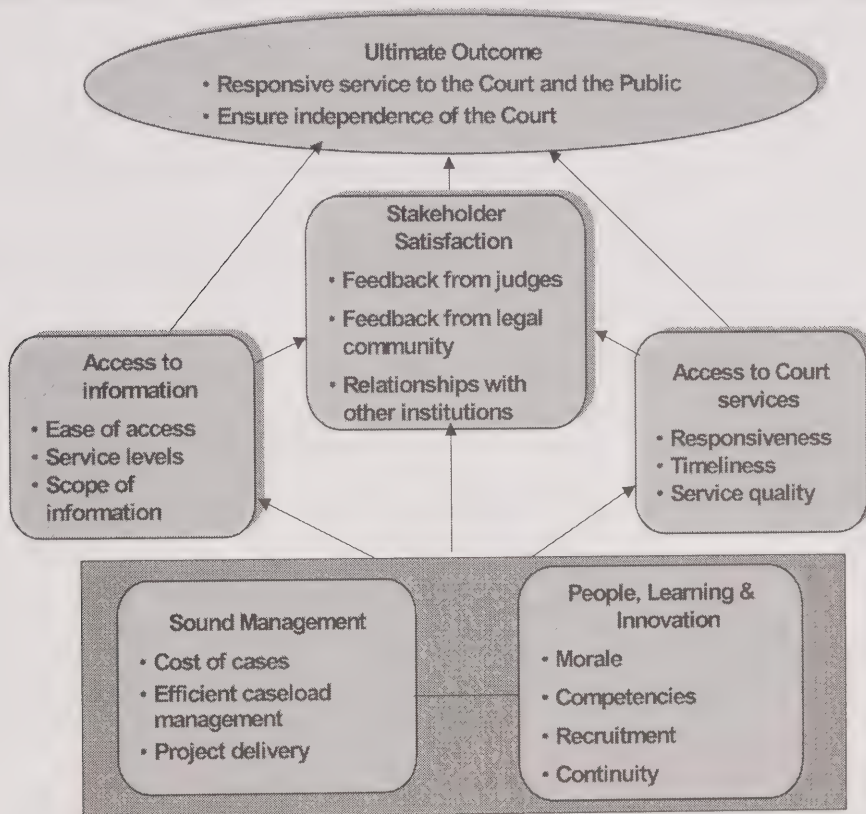 Ultimate Outcome
• Responsive service to the Court and the Public
• Ensure independence of the Court
Stakeholder
Satisfaction
• Feedback from judges
• Feedback from legal
community
• Relationships with
other institutions
Access to
information
• Ease of access
• Service levels
• Scope of
information
Access to Court
services
• Responsiveness
• Timeliness
• Service quality
Sound Management
• Cost of cases
• Efficient caseload
management
• Project delivery
People, Learning &
Innovation
• Morale
• Competencies
• Recruitment
• Continuity